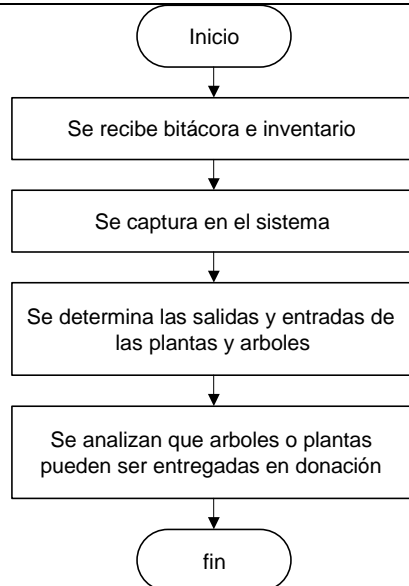 Inicio
Se recibe bitácora e inventario
Se captura en el sistema
Se determina las salidas y entradas de
las plantas y arboles
Se analizan que arboles o plantas
pueden ser entregadas en donación
fin